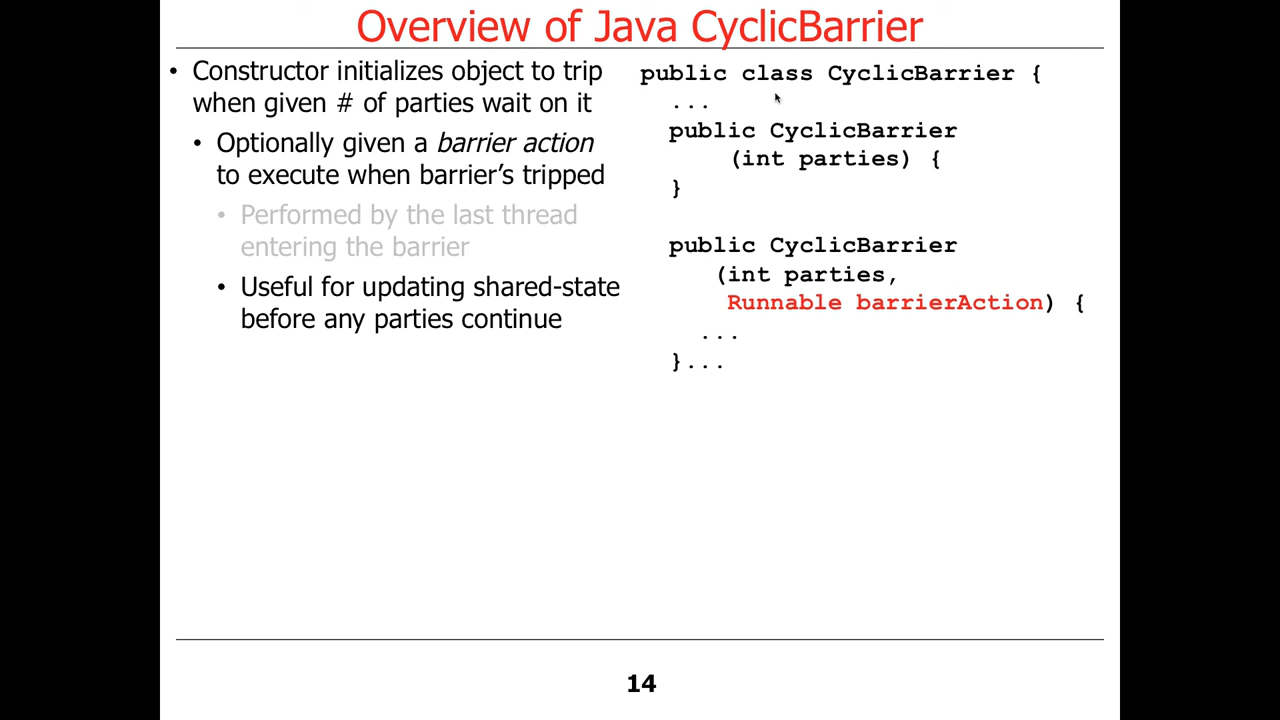 Overview of Java CyclicBarrier
• Constructor initializes object to trip
when given # of parties wait on it
• Optionally given a barrier action
to execute when barrier’s tripped
• Performed by the last thread
entering the barrier
• Useful for updating shared-state
before any parties continue
public class CyclicBarrier {
...
public CyclicBarrier
(int parties) {
}
public CyclicBarrier
(int parties,
Runnable barrierAction) {
...
}...
14